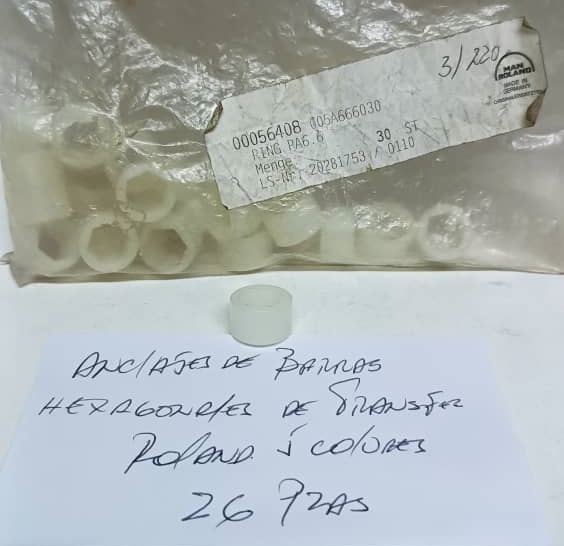 3/220
MAN
ROLAND
MADE IN
GERMANY
00056408 105A666030
RING PA6.6
Menge 30 ST
LS-Nr. 20281753 / 0110
ANCLAJES DE BARRAS
HEXAGONALES DE TRANSFER
ROLAND 5 COLORES
26 PZAS